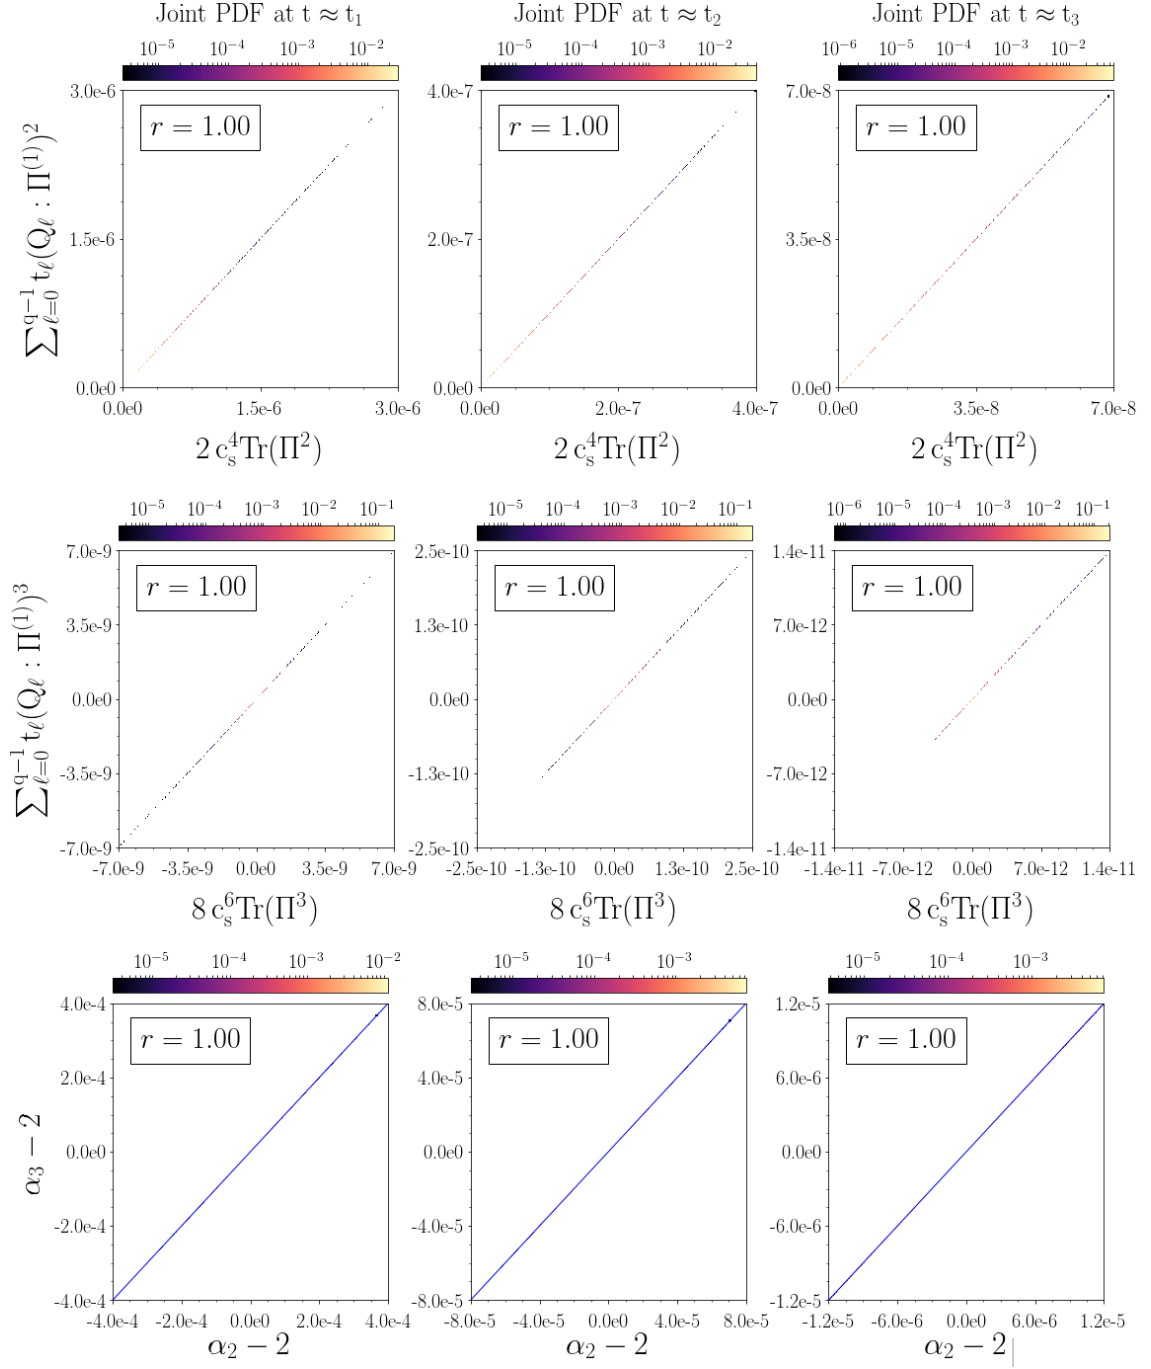 Joint PDF at t ≈ t₁ Joint PDF at t ≈ t₂ Joint PDF at t ≈ t₃
10⁻⁵ 10⁻⁴ 10⁻³ 10⁻² 10⁻⁵ 10⁻⁴ 10⁻³ 10⁻² 10⁻⁶ 10⁻⁴ 10⁻²
3.0e-6 4.0e-7 7.0e-8
r = 1.00 r = 1.00 r = 1.00
∑_{ℓ=0}^{q−1} t_ℓ(Q_ℓ : Π⁽¹⁾)²
1.5e-6 2.0e-7 3.5e-8
0.0e0 0.0e0 0.0e0
0.0e0 1.5e-6 3.0e-6 0.0e0 2.0e-7 4.0e-7 0.0e0 3.5e-8 7.0e-8
2 c_s^4 Tr(Π²) 2 c_s^4 Tr(Π²) 2 c_s^4 Tr(Π²)
10⁻⁵ 10⁻⁴ 10⁻³ 10⁻² 10⁻¹ 10⁻⁵ 10⁻⁴ 10⁻³ 10⁻² 10⁻¹ 10⁻⁶ 10⁻⁵ 10⁻⁴ 10⁻³ 10⁻² 10⁻¹
7.0e-9 2.5e-10 1.4e-11
r = 1.00 r = 1.00 r = 1.00
∑_{ℓ=0}^{q−1} t_ℓ(Q_ℓ : Π⁽¹⁾)³
3.5e-9 1.3e-10 7.0e-12
0.0e0 0.0e0 0.0e0
-3.5e-9 -1.3e-10 -7.0e-12
-7.0e-9 -2.5e-10 -1.4e-11
-7.0e-9 -3.5e-9 0.0e0 3.5e-9 7.0e-9 -2.5e-10 -1.3e-10 0.0e0 1.3e-10 2.5e-10 -1.4e-11 -7.0e-12 0.0e0 7.0e-12 1.4e-11
8 c_s^6 Tr(Π³) 8 c_s^6 Tr(Π³) 8 c_s^6 Tr(Π³)
10⁻⁵ 10⁻⁴ 10⁻³ 10⁻² 10⁻⁵ 10⁻⁴ 10⁻³ 10⁻⁵ 10⁻⁴ 10⁻³
4.0e-4 8.0e-5 1.2e-5
r = 1.00 r = 1.00 r = 1.00
2.0e-4 4.0e-5 6.0e-6
α₃ − 2
0.0e0 0.0e0 0.0e0
-2.0e-4 -4.0e-5 -6.0e-6
-4.0e-4 -8.0e-5 -1.2e-5
-4.0e-4 -2.0e-4 0.0e0 2.0e-4 4.0e-4 -8.0e-5 -4.0e-5 0.0e0 4.0e-5 8.0e-5 -1.2e-5 -6.0e-6 0.0e0 6.0e-6 1.2e-5
α₂ − 2 α₂ − 2 α₂ − 2